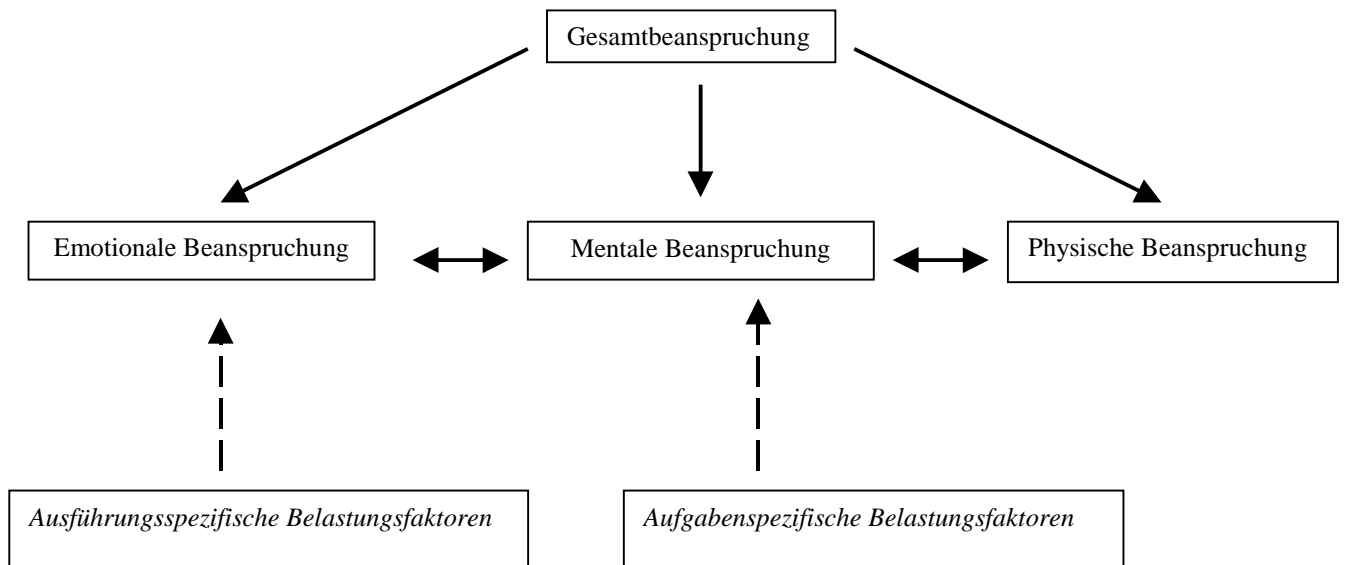 Gesamtbeanspruchung
Emotionale Beanspruchung
Mentale Beanspruchung
Physische Beanspruchung
Ausführungsspezifische Belastungsfaktoren
Aufgabenspezifische Belastungsfaktoren